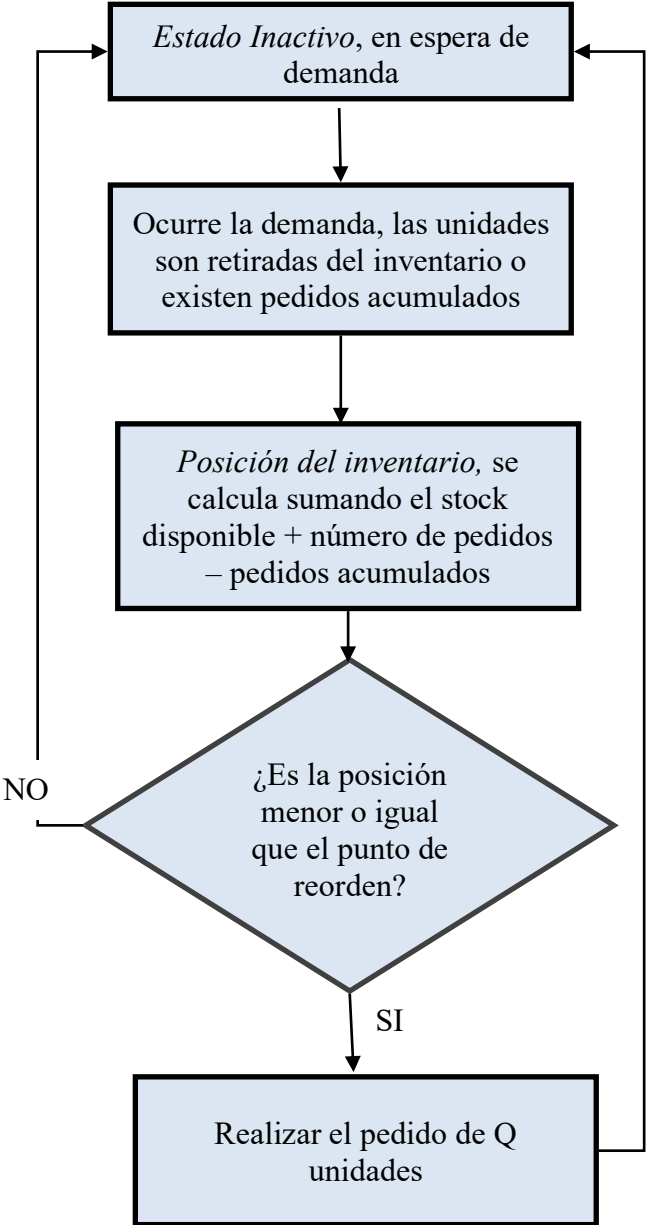 Estado Inactivo, en espera de
demanda
Ocurre la demanda, las unidades
son retiradas del inventario o
existen pedidos acumulados
Posición del inventario, se
calcula sumando el stock
disponible + número de pedidos
– pedidos acumulados
¿Es la posición
menor o igual
que el punto de
reorden?
NO
SI
Realizar el pedido de Q
unidades